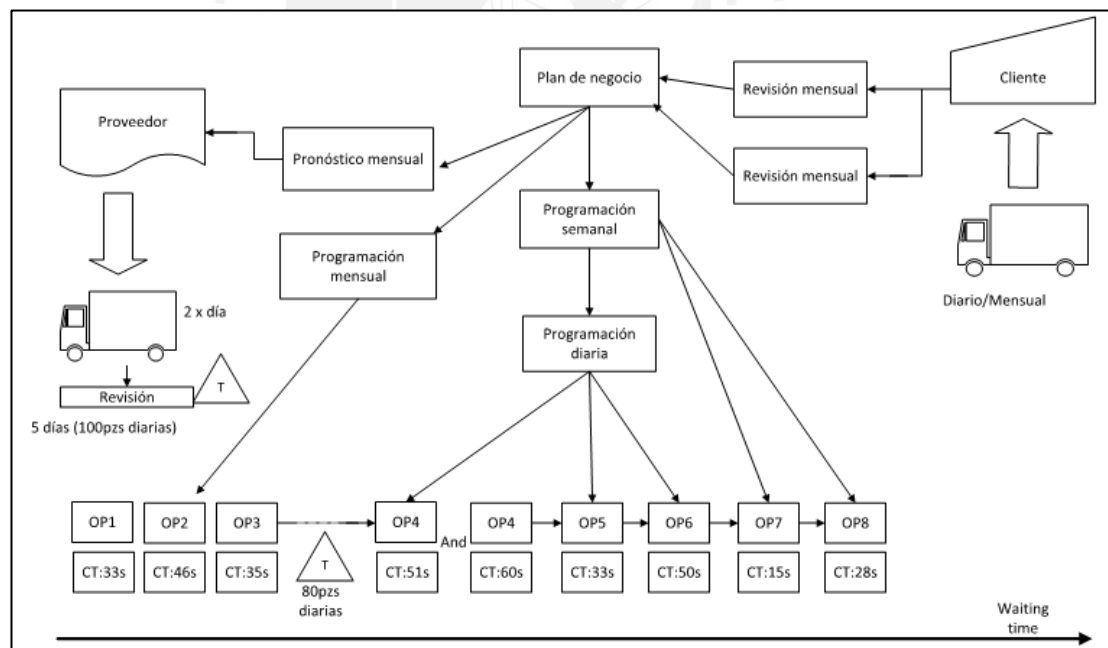 Plan de negocio
Revisión mensual
Cliente
Proveedor
Pronóstico mensual
Revisión mensual
Programación
semanal
Programación
mensual
2 x día
Diario/Mensual
Programación
diaria
Revisión
T
5 días (100pzs diarias)
OP1
OP2
OP3
OP4
And
OP4
OP5
OP6
OP7
OP8
CT:33s
CT:46s
CT:35s
T
80pzs
diarias
CT:51s
CT:60s
CT:33s
CT:50s
CT:15s
CT:28s
Waiting
time